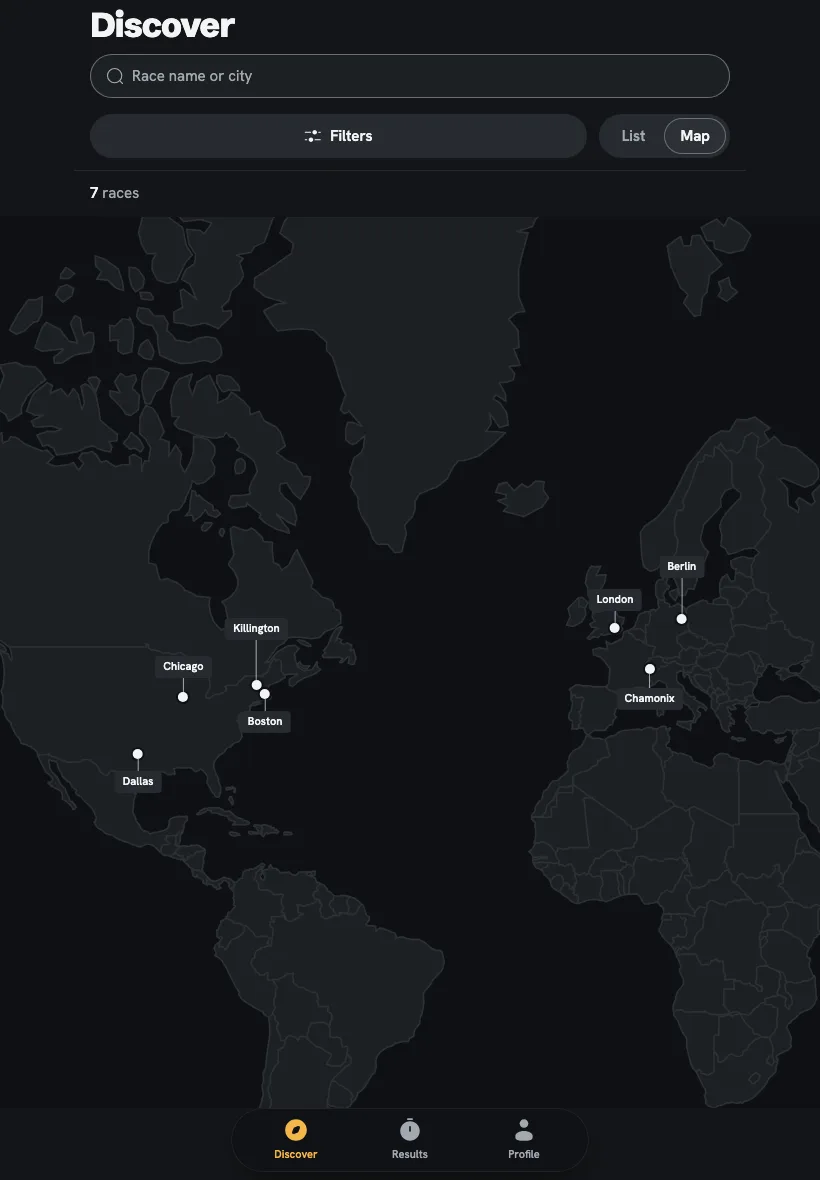 Discover
Race name or city
Filters
List
Map
7 races
Berlin
London
Killington
Chicago
Chamonix
Boston
Dallas
Discover
Results
Profile